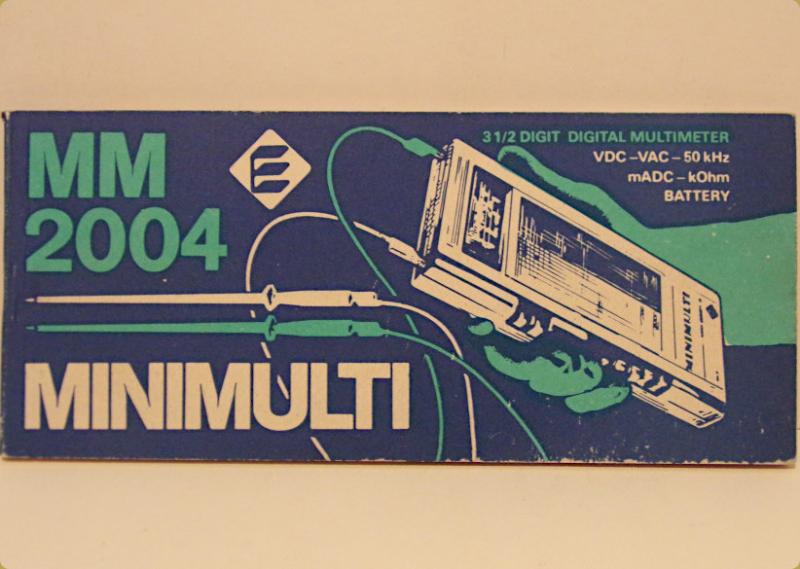 MM
2004
MINIMULTI
E
3 1/2 DIGIT DIGITAL MULTIMETER
VDC – VAC – 50 kHz
mADC – kOhm
BATTERY
MINIMULTI